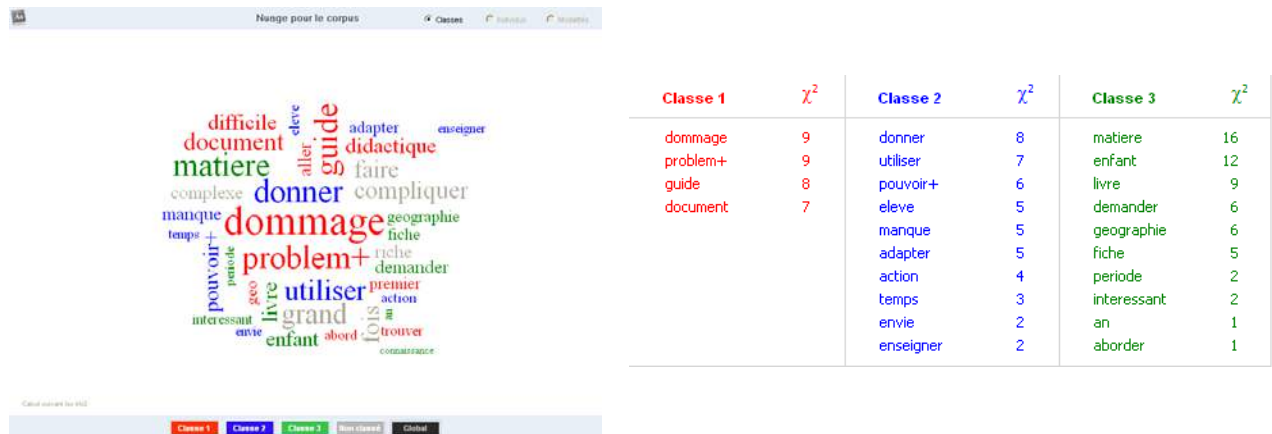 Nuage pour le corpus
Classes
difficile
eleve
guide
adapter
enseigner
document
aller
didactique
matiere
faire
complexe
donner
compliquer
manque
dommage
geographie
temps
+
fiche
pouvoir
periode
problem+
riche
demander
geo
livre
utiliser
premier
action
interessant
grand
fois
an
envie
enfant
abord
trouver
connaissance
Classe 1
Classe 2
Classe 3
Non classé
Global
Classe 1 χ² Classe 2 χ² Classe 3 χ²
dommage 9 donner 8 matiere 16
problem+ 9 utiliser 7 enfant 12
guide 8 pouvoir+ 6 livre 9
document 7 eleve 5 demander 6
manque 5 geographie 6
adapter 5 fiche 5
action 4 periode 2
temps 3 interessant 2
envie 2 an 1
enseigner 2 aborder 1